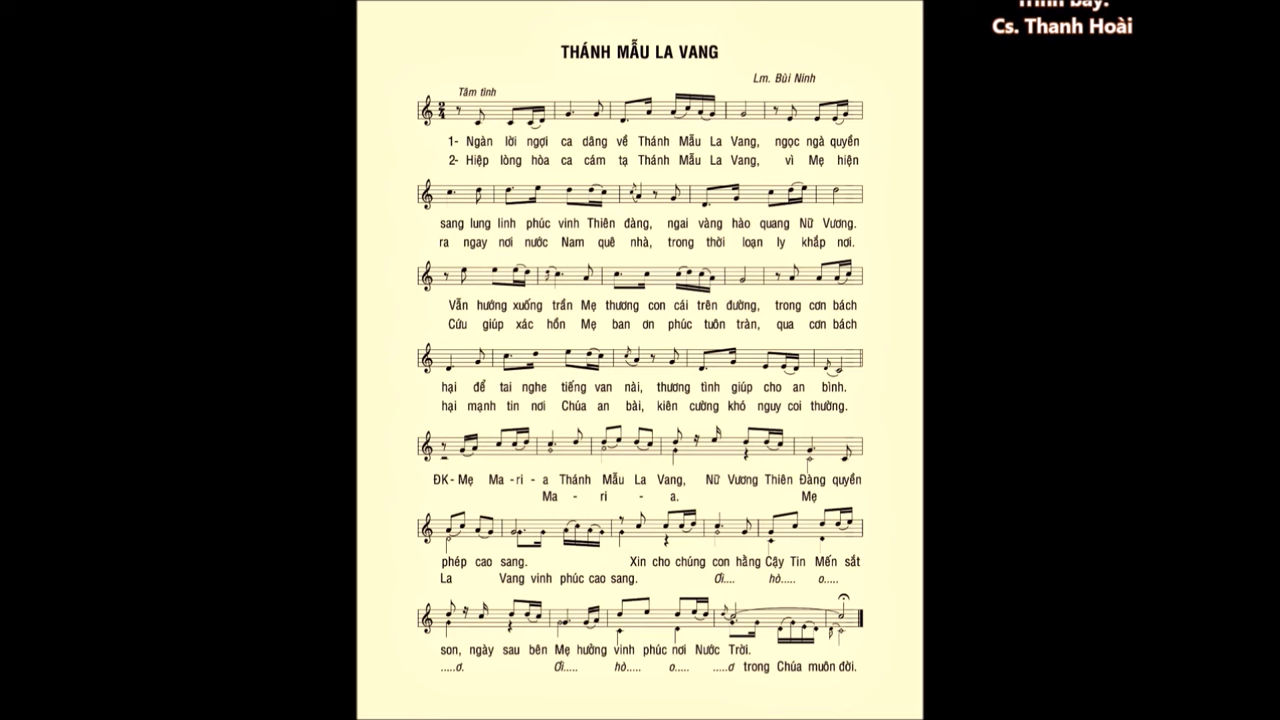 Trình bày:
Cs. Thanh Hoài
THÁNH MẪU LA VANG
Lm. Bùi Ninh
Tâm tình
1- Ngàn lời ngợi ca dâng về Thánh Mẫu La Vang, ngọc ngà quyền
2- Hiệp lòng hòa ca cám tạ Thánh Mẫu La Vang, vì Mẹ hiện
sang lung linh phúc vinh Thiên đàng, ngai vàng hào quang Nữ Vương.
ra ngay nơi nước Nam quê nhà, trong thời loạn ly khắp nơi.
Vẫn hướng xuống trần Mẹ thương con cái trên đường, trong cơn bách
Cứu giúp xác hồn Mẹ ban ơn phúc tuôn tràn, qua cơn bách
hại để tai nghe tiếng van nài, thương tình giúp cho an bình.
hại mạnh tin nơi Chúa an bài, kiên cường khó nguy coi thường.
ĐK- Mẹ Ma - ri - a Thánh Mẫu La Vang, Nữ Vương Thiên Đàng quyền
Ma - ri - a. Mẹ
phép cao sang. Xin cho chúng con hằng Cậy Tin Mến sắt
La Vang vinh phúc cao sang. Ơi.... hò..... o.....
son, ngày sau bên Mẹ hưởng vinh phúc nơi Nước Trời.
.....ơ. Ơi..... hò..... o..... .....ơ trong Chúa muôn đời.